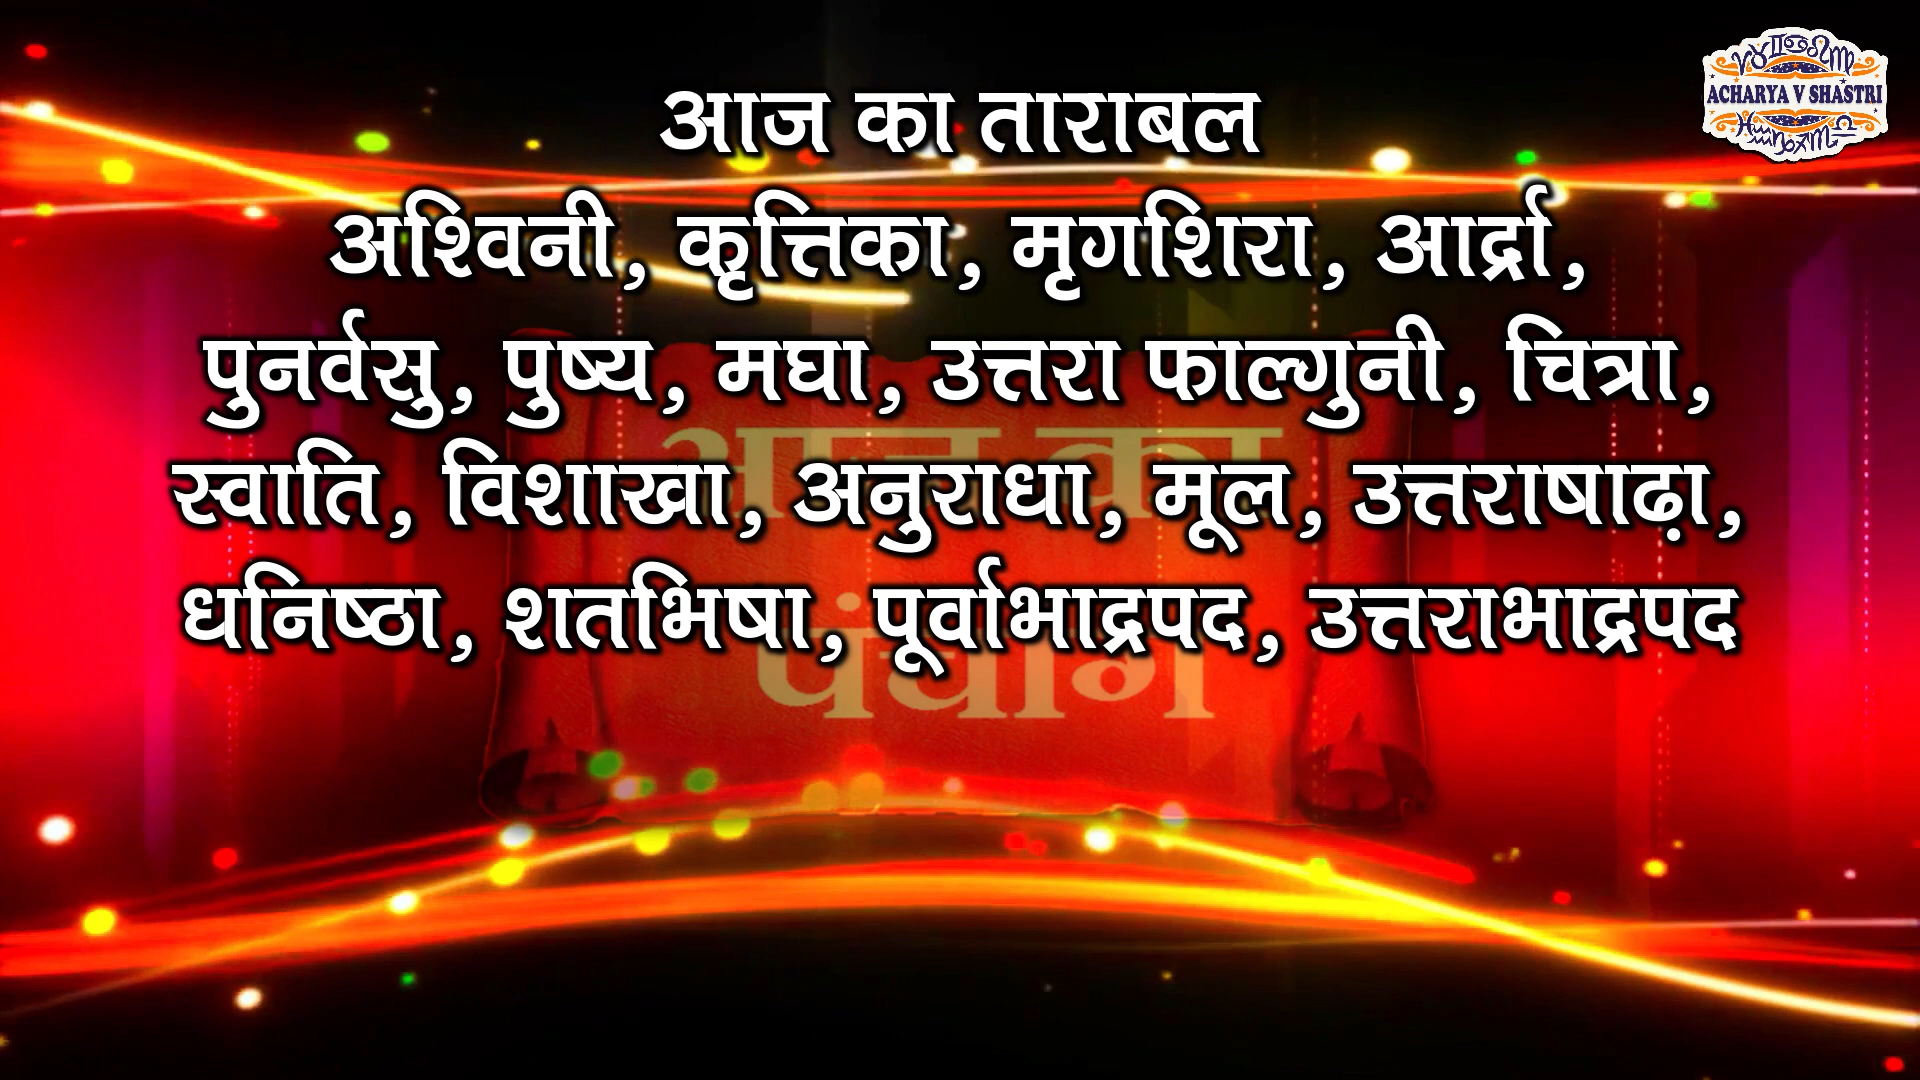 ACHARYA V SHASTRI
आज का ताराबल
अश्विनी, कृत्तिका, मृगशिरा, आर्द्रा,
पुनर्वसु, पुष्य, मघा, उत्तरा फाल्गुनी, चित्रा,
स्वाति, विशाखा, अनुराधा, मूल, उत्तराषाढ़ा,
धनिष्ठा, शतभिषा, पूर्वाभाद्रपद, उत्तराभाद्रपद
आज का
पंचांग